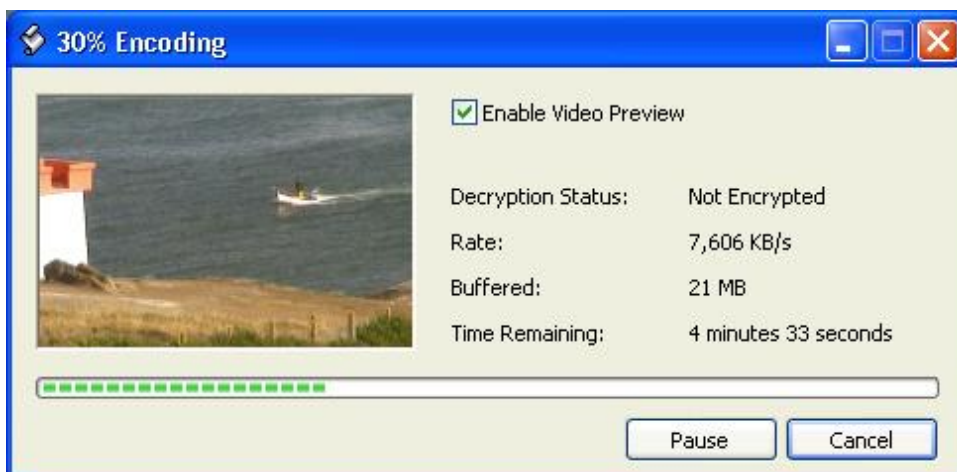 30% Encoding
Enable Video Preview
Decryption Status: Not Encrypted
Rate: 7,606 KB/s
Buffered: 21 MB
Time Remaining: 4 minutes 33 seconds
Pause Cancel